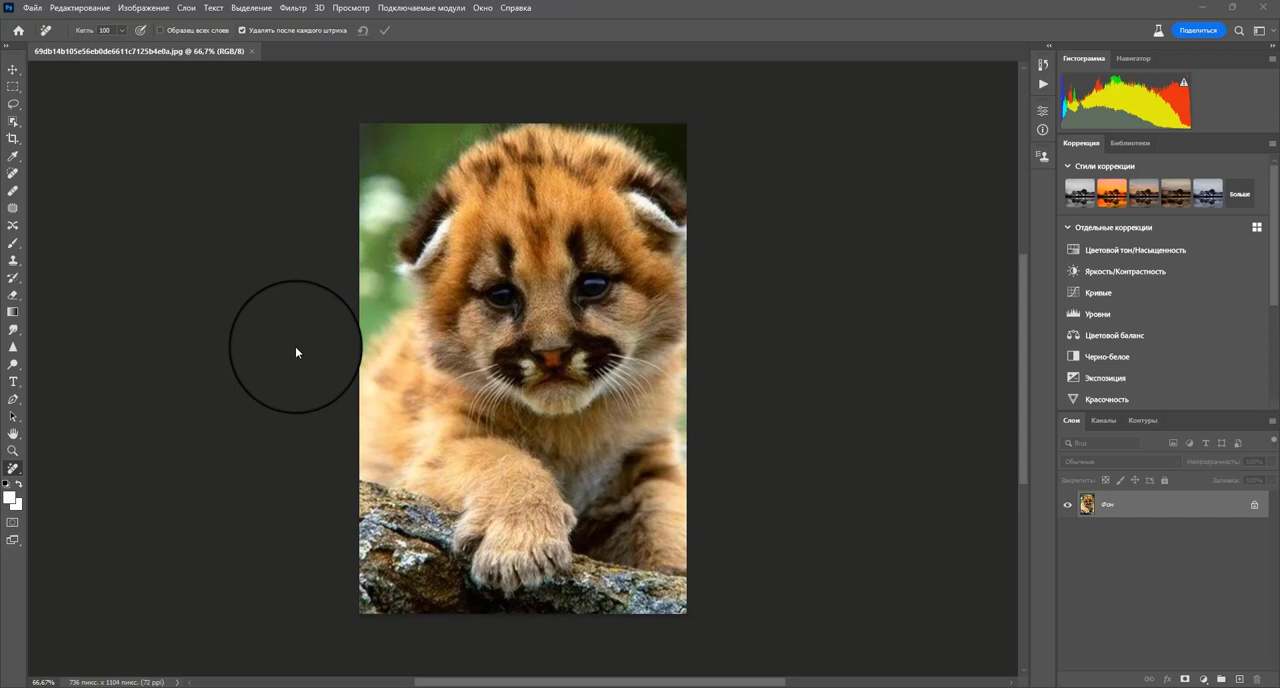 Ps Файл Редактирование Изображение Слои Текст Выделение Фильтр 3D Просмотр Подключаемые модули Окно Справка
Кегль 100 Образец всех слоев Удалять после каждого штриха Поделиться
69db14b105e56eb0de6611c7125b4e0a.jpg @ 66,7% (RGB/8) ×
Гистограмма Навигатор
Коррекция Библиотеки
Стили коррекции
Больше
Отдельные коррекции
Цветовой тон/Насыщенность
Яркость/Контрастность
Кривые
Уровни
Цветовой баланс
Черно-белое
Экспозиция
Красочность
Слои Каналы Контуры
Вид
Обычные Непрозрачность: 100%
Закрепить: Заливка: 100%
Фон
66,67% 736 пикс. x 1104 пикс. (72 ppi)